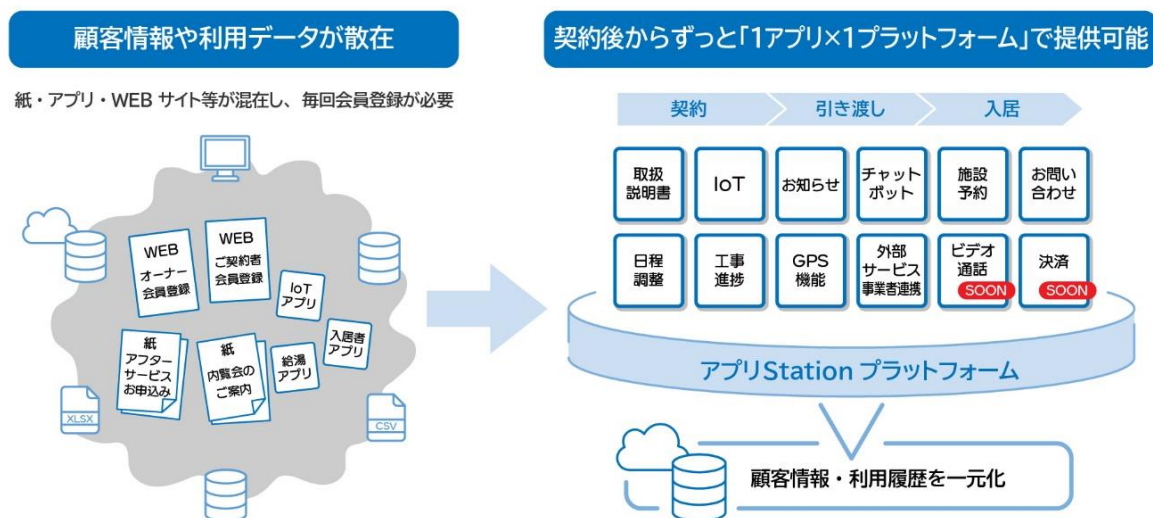 顧客情報や利用データが散在
紙・アプリ・WEB サイト等が混在し、毎回会員登録が必要
WEB
オーナー
会員登録
WEB
ご契約者
会員登録
IoT
アプリ
入居者
アプリ
紙
アフター
サービス
お申込み
紙
内覧会の
ご案内
給湯
アプリ
XLSX
CSV
契約後からずっと「1アプリ×1プラットフォーム」で提供可能
契約
引き渡し
入居
取扱
説明書
IoT
お知らせ
チャット
ボット
施設
予約
お問い
合わせ
日程
調整
工事
進捗
GPS
機能
外部
サービス
事業者連携
ビデオ
通話
SOON
決済
SOON
アプリStation プラットフォーム
顧客情報・利用履歴を一元化